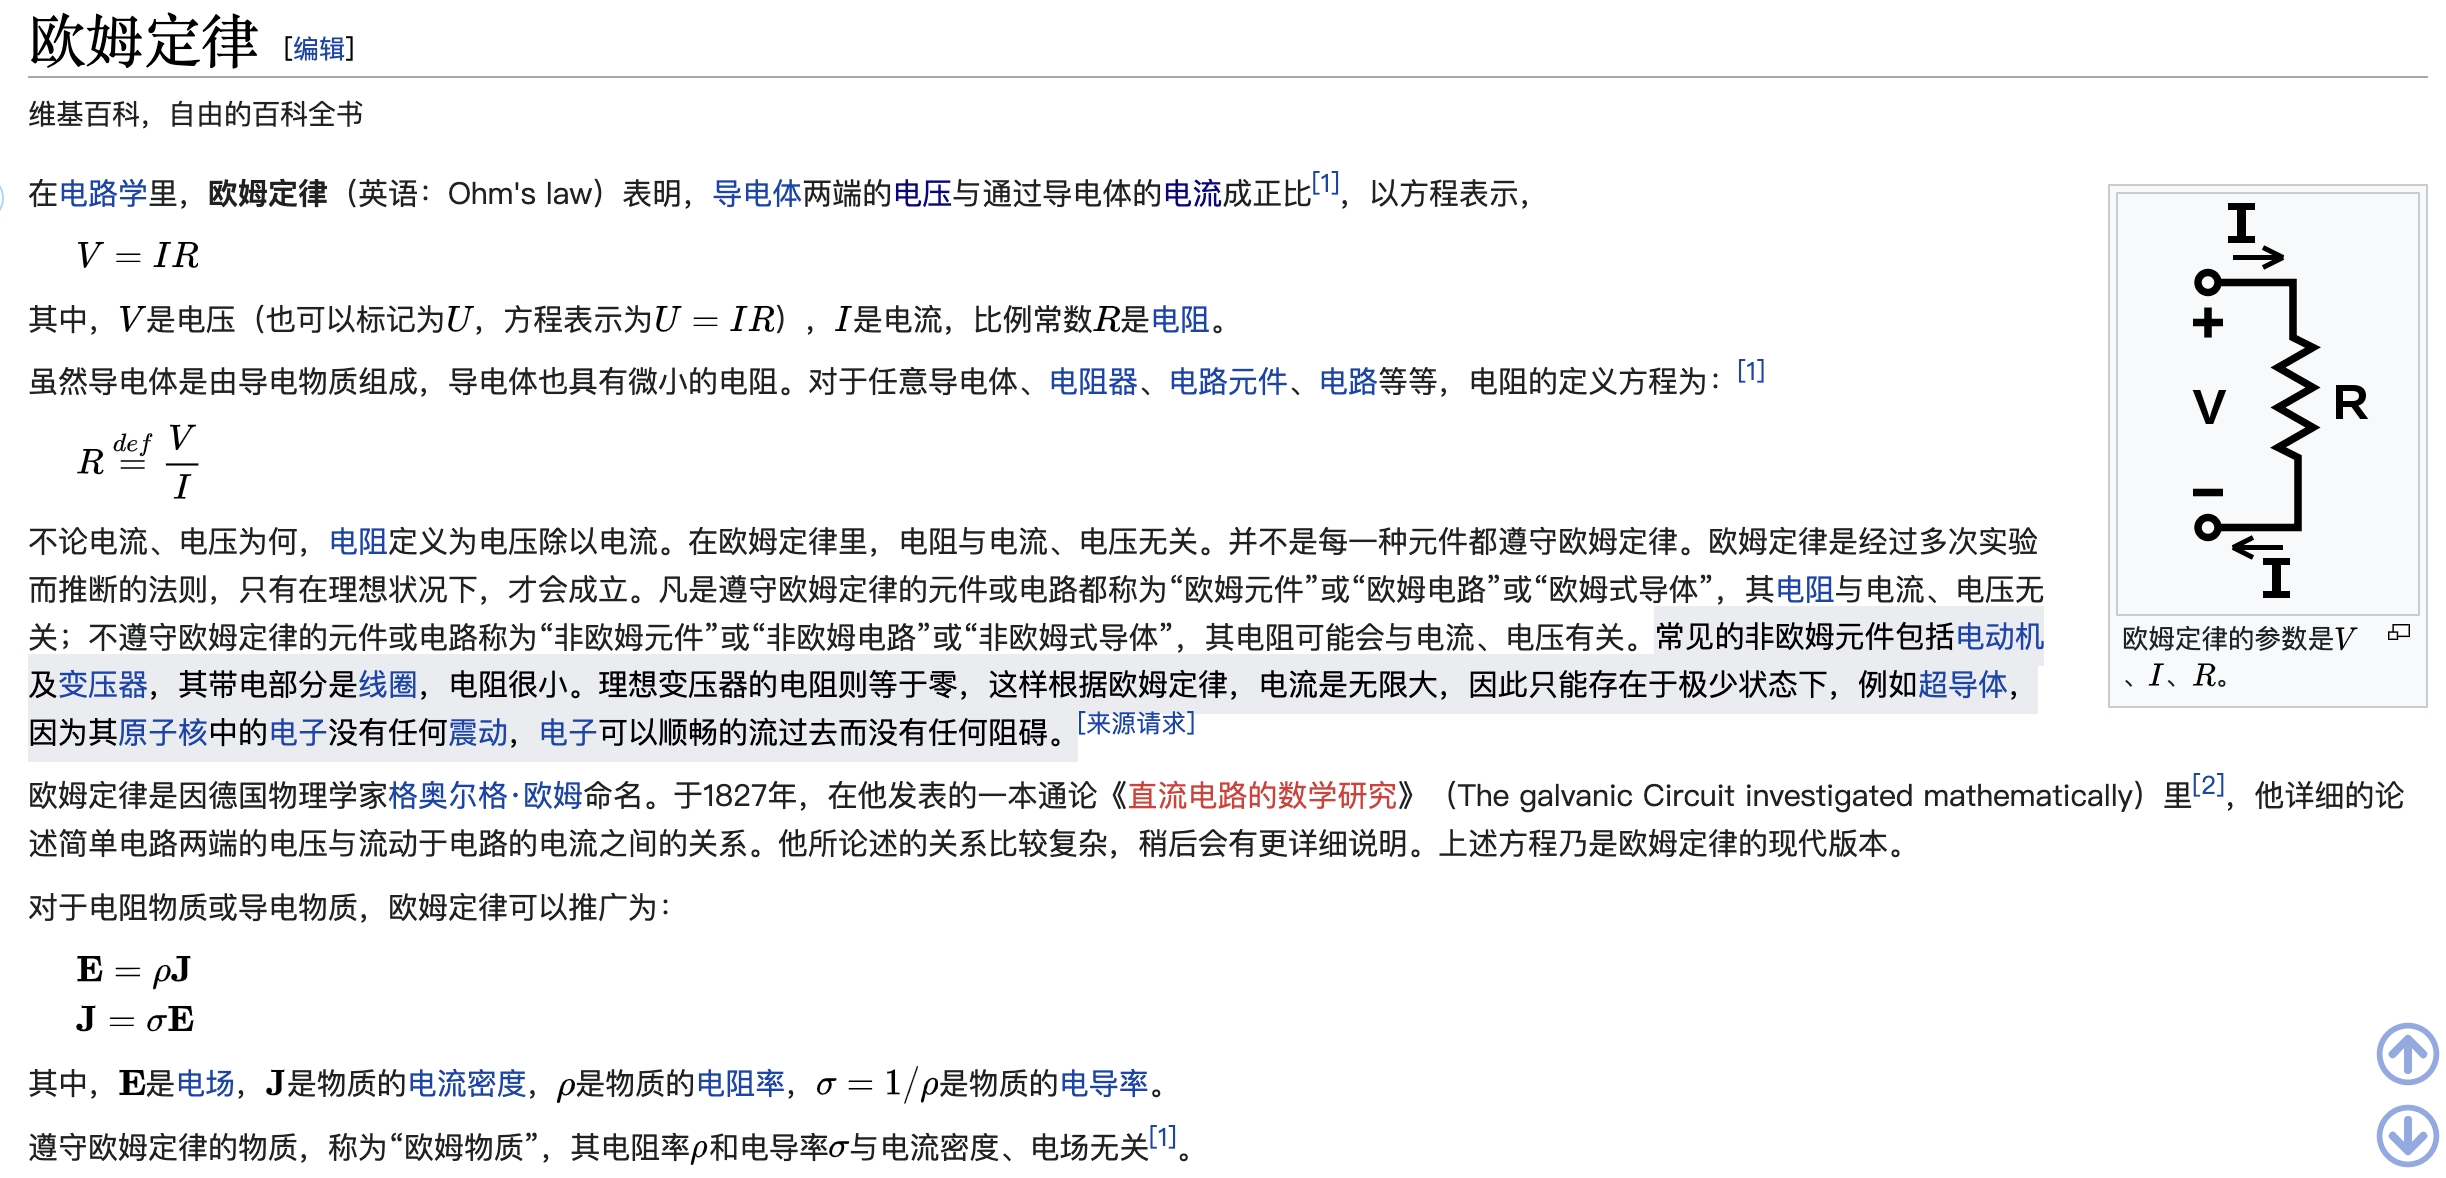 欧姆定律 [编辑]
维基百科，自由的百科全书
在电路学里，欧姆定律（英语：Ohm's law）表明，导电体两端的电压与通过导电体的电流成正比[1]，以方程表示，
V = IR
其中，V是电压（也可以标记为U，方程表示为U = IR），I是电流，比例常数R是电阻。
虽然导电体是由导电物质组成，导电体也具有微小的电阻。对于任意导电体、电阻器、电路元件、电路等等，电阻的定义方程为：[1]
R def= V/I
不论电流、电压为何，电阻定义为电压除以电流。在欧姆定律里，电阻与电流、电压无关。并不是每一种元件都遵守欧姆定律。欧姆定律是经过多次实验
而推断的法则，只有在理想状况下，才会成立。凡是遵守欧姆定律的元件或电路都称为“欧姆元件”或“欧姆电路”或“欧姆式导体”，其电阻与电流、电压无
关；不遵守欧姆定律的元件或电路称为“非欧姆元件”或“非欧姆电路”或“非欧姆式导体”，其电阻可能会与电流、电压有关。常见的非欧姆元件包括电动机
及变压器，其带电部分是线圈，电阻很小。理想变压器的电阻则等于零，这样根据欧姆定律，电流是无限大，因此只能存在于极少状态下，例如超导体，
因为其原子核中的电子没有任何震动，电子可以顺畅的流过去而没有任何阻碍。[来源请求]
欧姆定律是因德国物理学家格奥尔格·欧姆命名。于1827年，在他发表的一本通论《直流电路的数学研究》（The galvanic Circuit investigated mathematically）里[2]，他详细的论
述简单电路两端的电压与流动于电路的电流之间的关系。他所论述的关系比较复杂，稍后会有更详细说明。上述方程乃是欧姆定律的现代版本。
对于电阻物质或导电物质，欧姆定律可以推广为：
E = ρJ
J = σE
其中，E是电场，J是物质的电流密度，ρ是物质的电阻率，σ = 1/ρ是物质的电导率。
遵守欧姆定律的物质，称为“欧姆物质”，其电阻率ρ和电导率σ与电流密度、电场无关[1]。
I
+
V
R
−
I
欧姆定律的参数是V
、I、R。